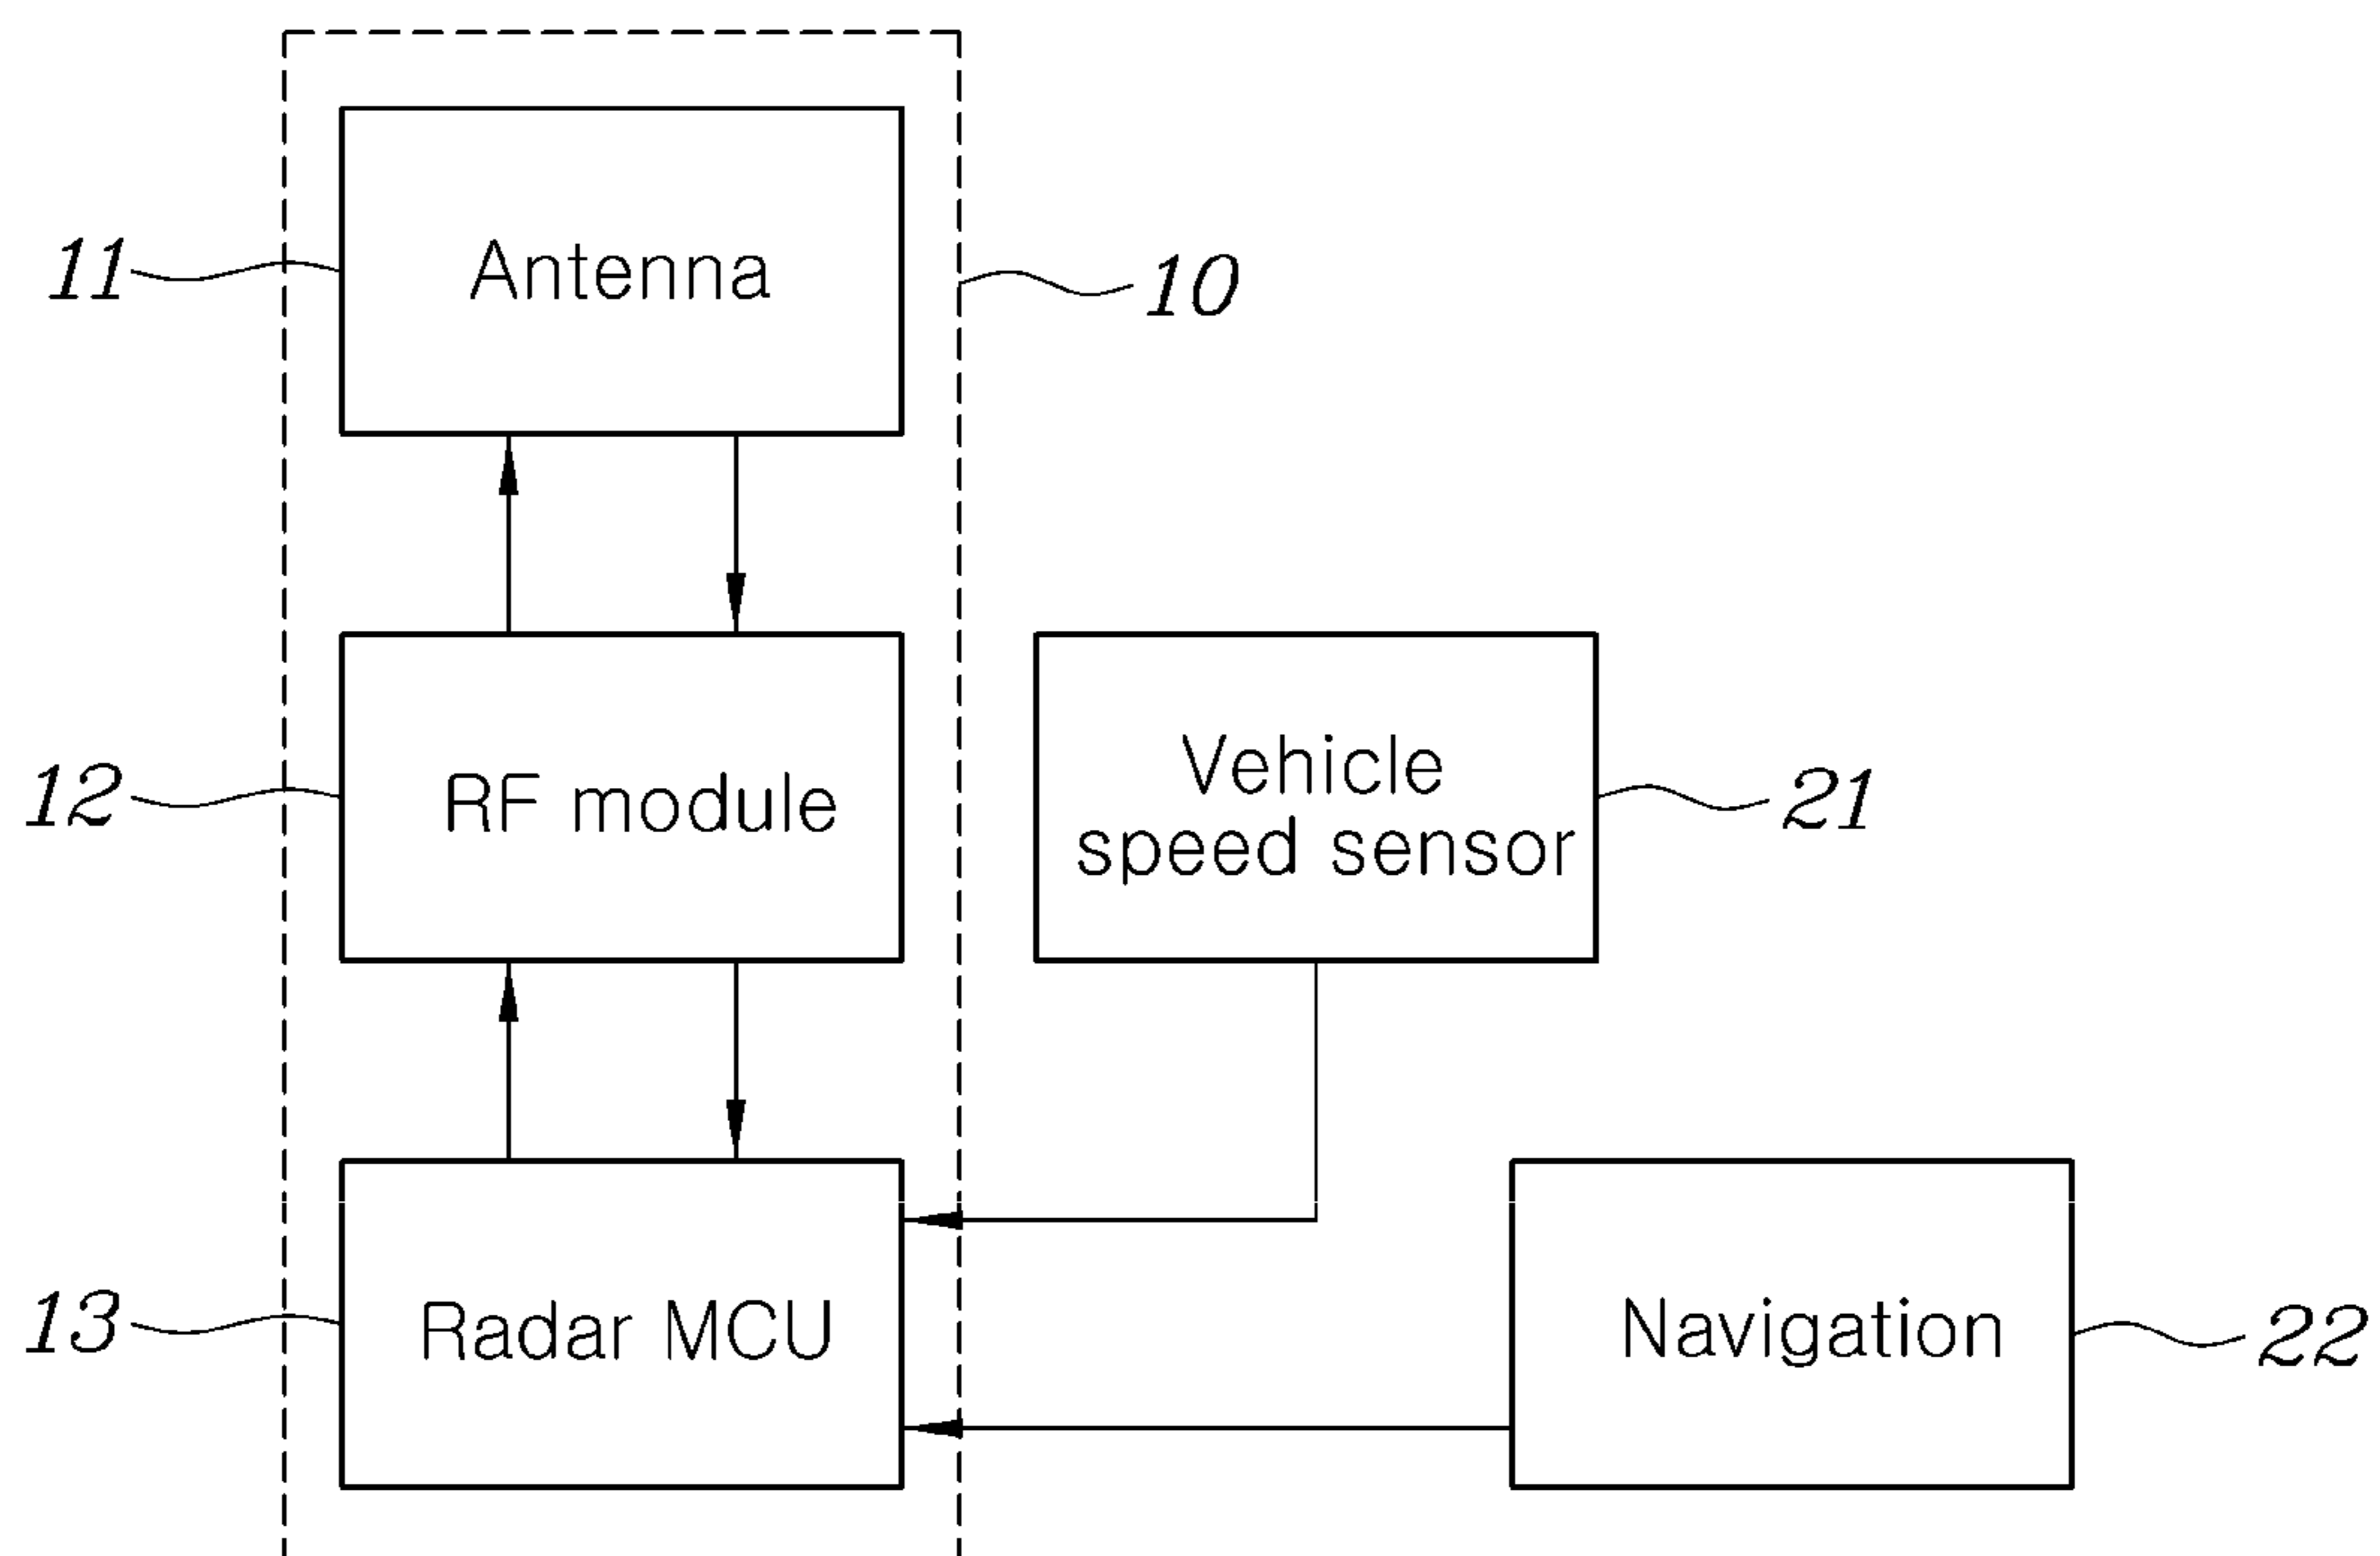 11
Antenna
10
12
RF module
Vehicle
speed sensor
21
13
Radar MCU
Navigation
22